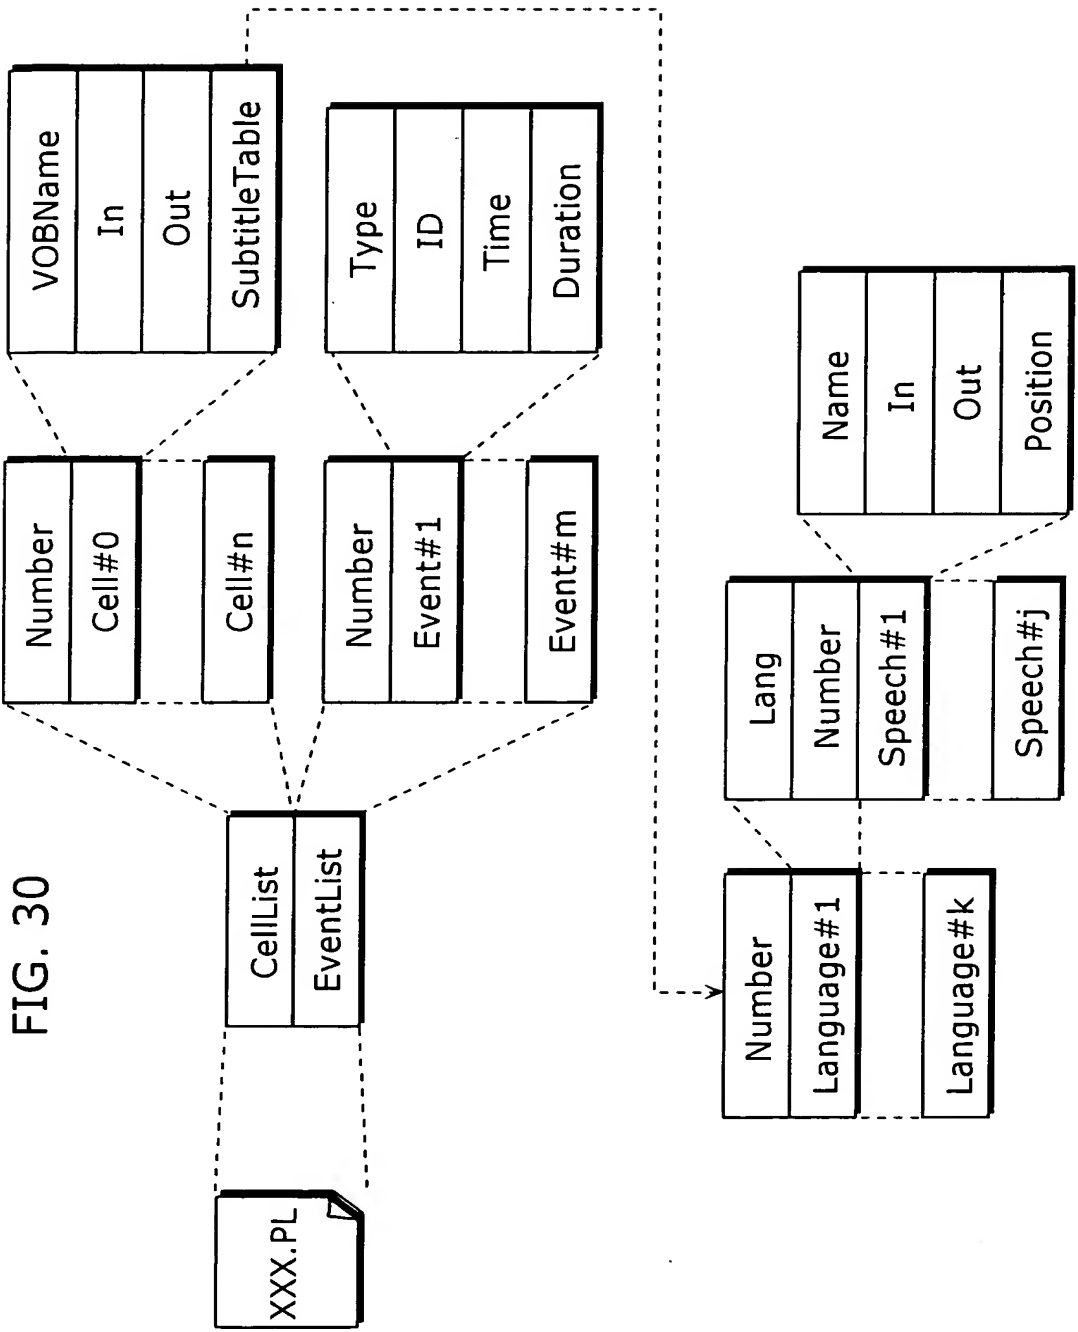 FIG. 30
XXX.PL
CellList
EventList
Number
Cell#0
Cell#n
Number
Event#1
Event#m
VOBName
In
Out
SubtitleTable
Type
ID
Time
Duration
Number
Language#1
Language#k
Lang
Number
Speech#1
Speech#j
Name
In
Out
Position